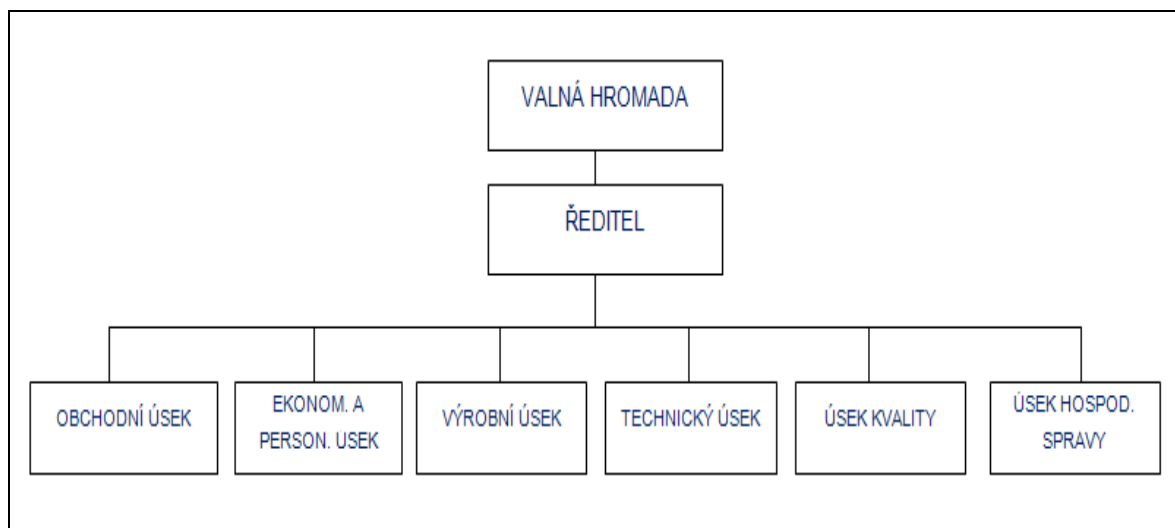 VALNÁ HROMADA
ŘEDITEL
OBCHODNÍ ÚSEK
EKONOM. A
PERSON. USEK
VÝROBNÍ ÚSEK
TECHNICKÝ ÚSEK
ÚSEK KVALITY
ÚSEK HOSPOD.
SPRAVY